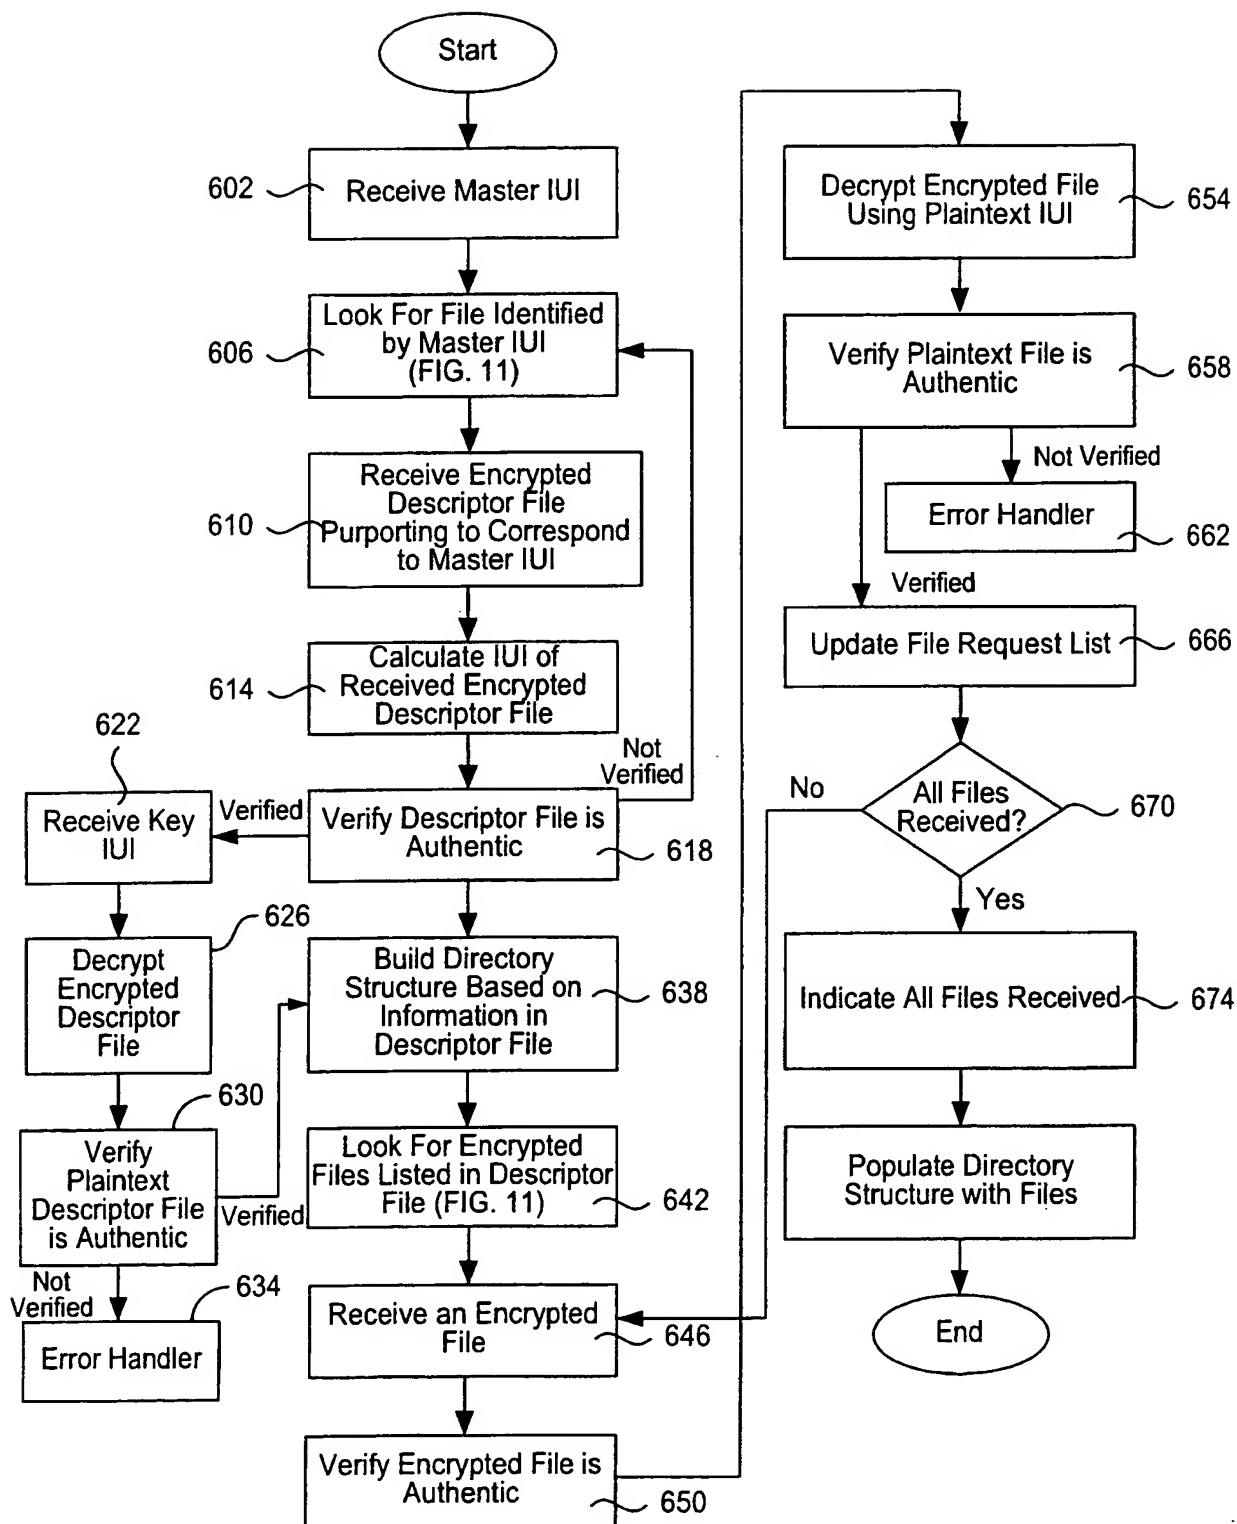 Start
602
Receive Master IUI
606
Look For File Identified
by Master IUI
(FIG. 11)
610
Receive Encrypted
Descriptor File
Purporting to Correspond
to Master IUI
614
Calculate IUI of
Received Encrypted
Descriptor File
Not
Verified
622
Receive Key
IUI
Verified
Verify Descriptor File is
Authentic
618
626
Decrypt
Encrypted
Descriptor
File
Build Directory
Structure Based on
Information in
Descriptor File
638
630
Verify
Plaintext
Descriptor File
is Authentic
Verified
Look For Encrypted
Files Listed in Descriptor
File (FIG. 11)
642
Not
Verified
634
Error Handler
Receive an Encrypted
File
646
Verify Encrypted File is
Authentic
650
Decrypt Encrypted File
Using Plaintext IUI
654
Verify Plaintext File is
Authentic
658
Not Verified
Error Handler
662
Verified
Update File Request List
666
No
All Files
Received?
670
Yes
Indicate All Files Received
674
Populate Directory
Structure with Files
End